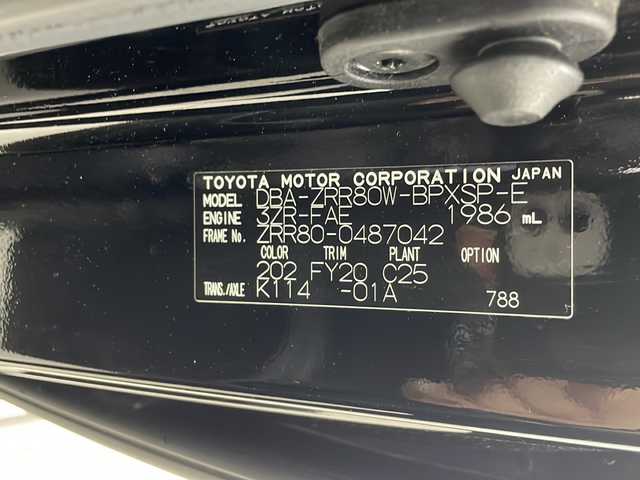 TOYOTA MOTOR CORPORATION JAPAN
MODEL DBA-ZRR80W-BPXSP-E
ENGINE 3ZR-FAE 1986 mL
FRAME No. ZRR80-0487042
COLOR TRIM PLANT OPTION
202 FY20 C25
TRANS./AXLE K114 -01A 788